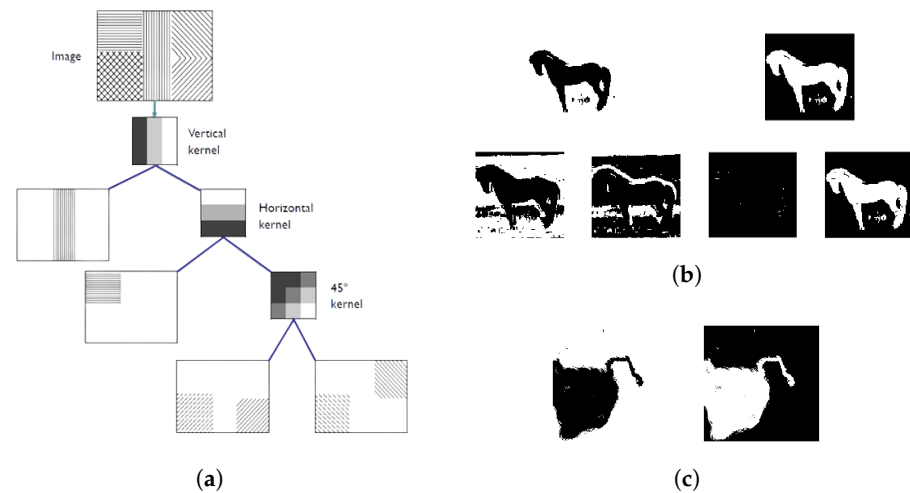 Image
Vertical
kernel
Horizontal
kernel
45°
kernel
(a)
(b)
(c)